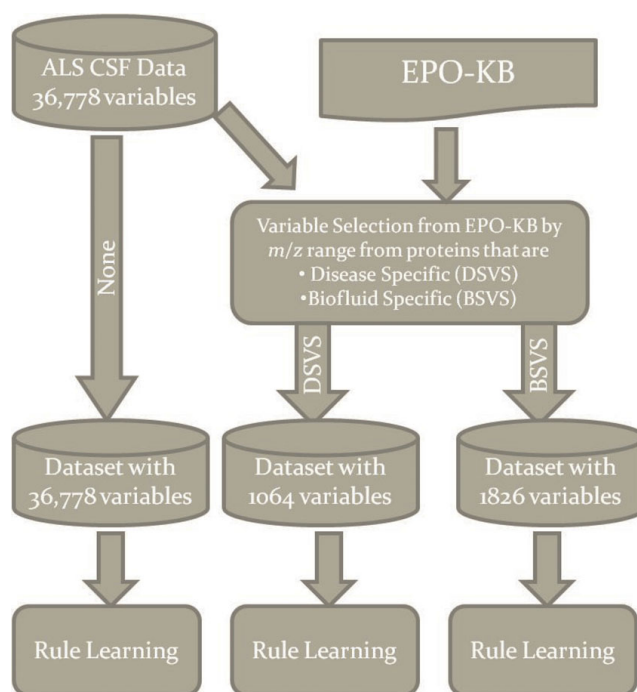 ALS CSF Data
36,778 variables
EPO-KB
Variable Selection from EPO-KB by
m/z range from proteins that are
• Disease Specific (DSVS)
•Biofluid Specific (BSVS)
None
DSVS
BSVS
Dataset with
36,778 variables
Dataset with
1064 variables
Dataset with
1826 variables
Rule Learning
Rule Learning
Rule Learning